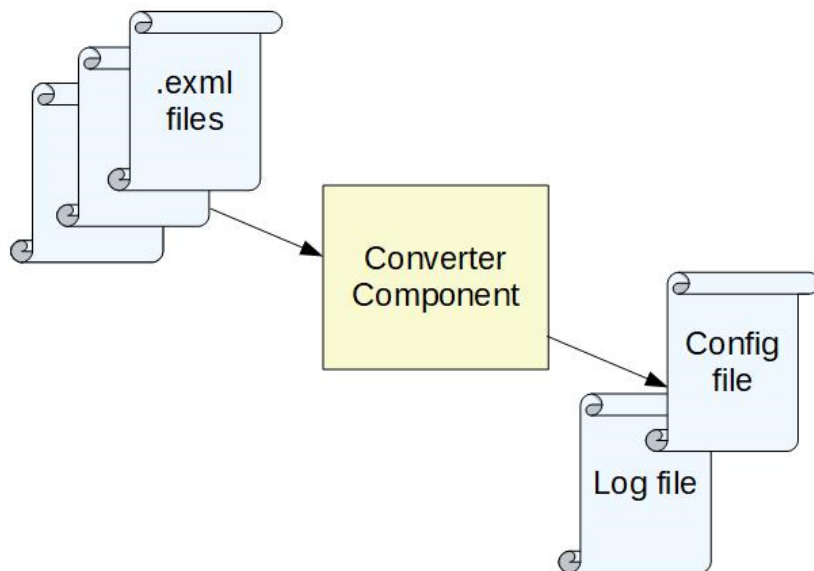 .exml
files
Converter
Component
Config
file
Log file